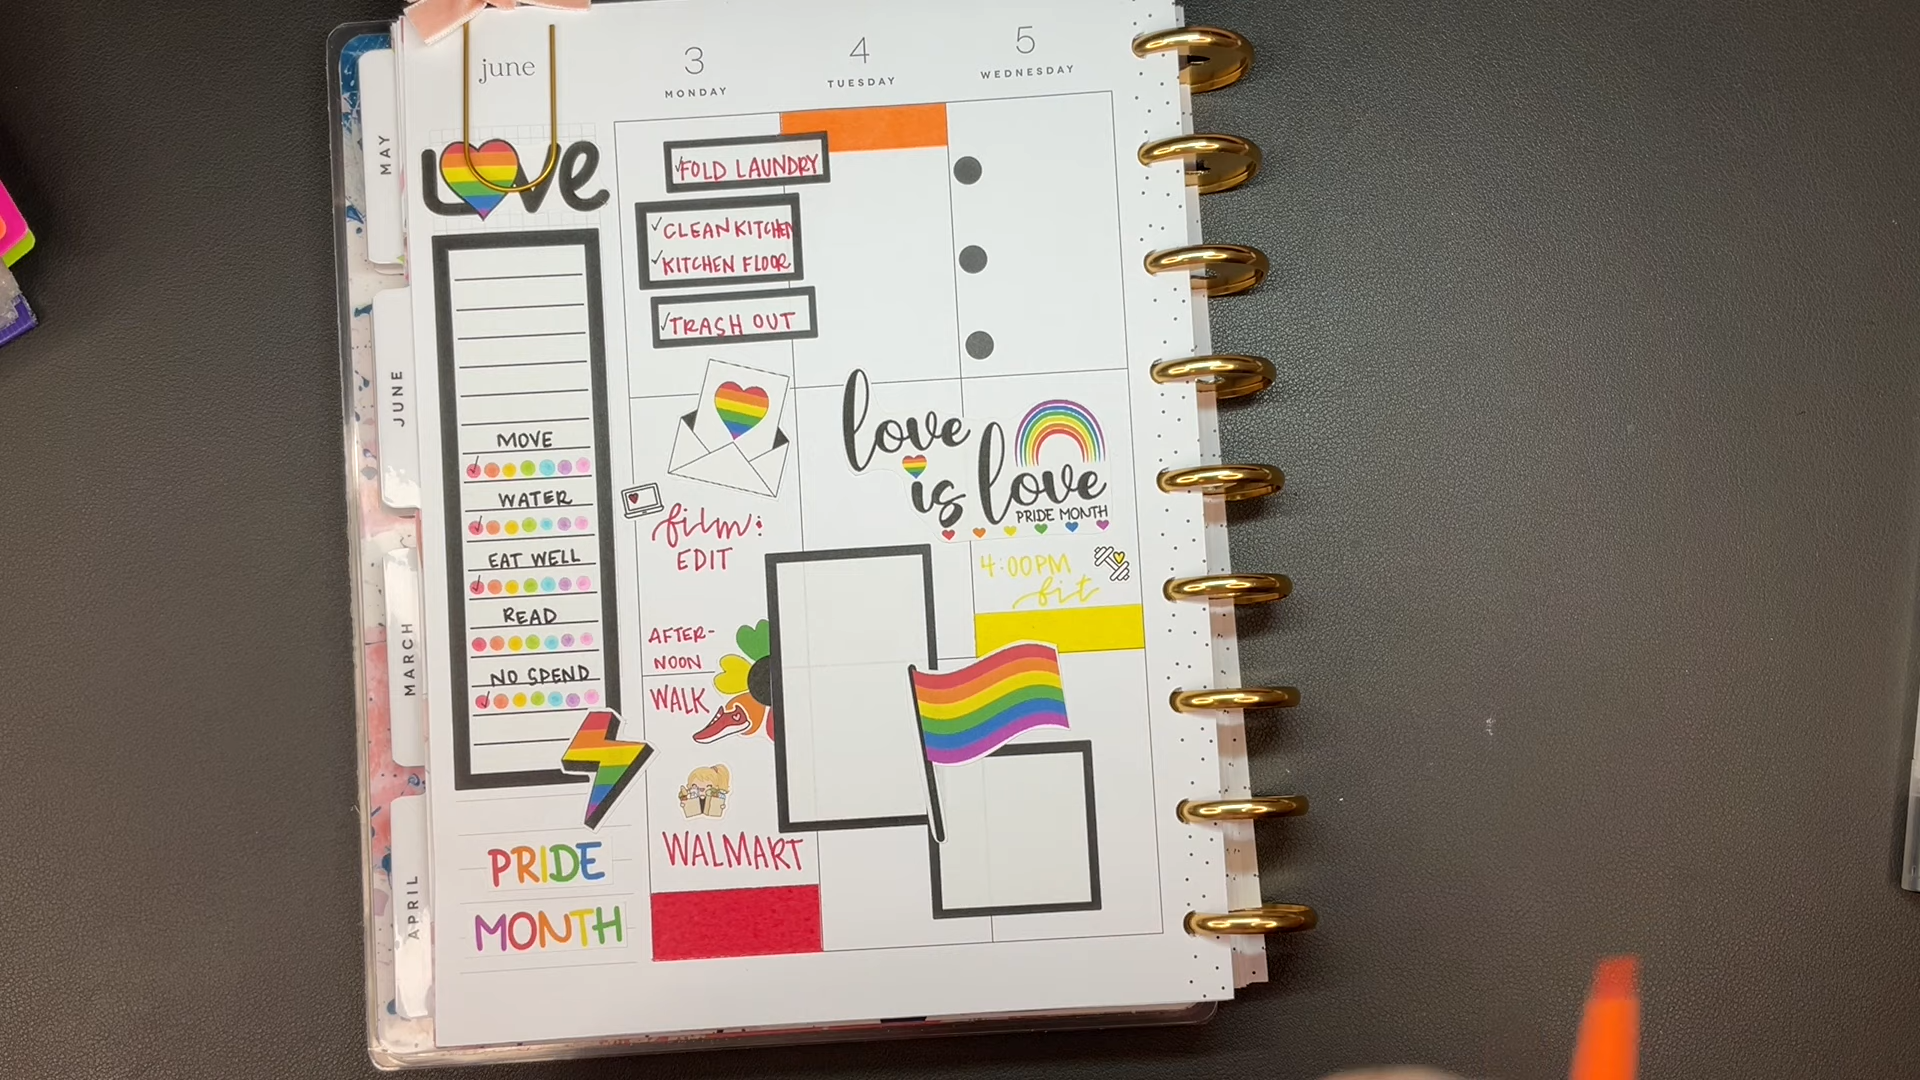 june
3
MONDAY
4
TUESDAY
5
WEDNESDAY
MAY
JUNE
MARCH
APRIL
LOVE
MOVE
WATER
EAT WELL
READ
NO SPEND
PRIDE
MONTH
FOLD LAUNDRY
CLEAN KITCHEN
KITCHEN FLOOR
TRASH OUT
film:
EDIT
AFTER-
NOON
WALK
WALMART
love
is love
PRIDE MONTH
4:00PM
fit